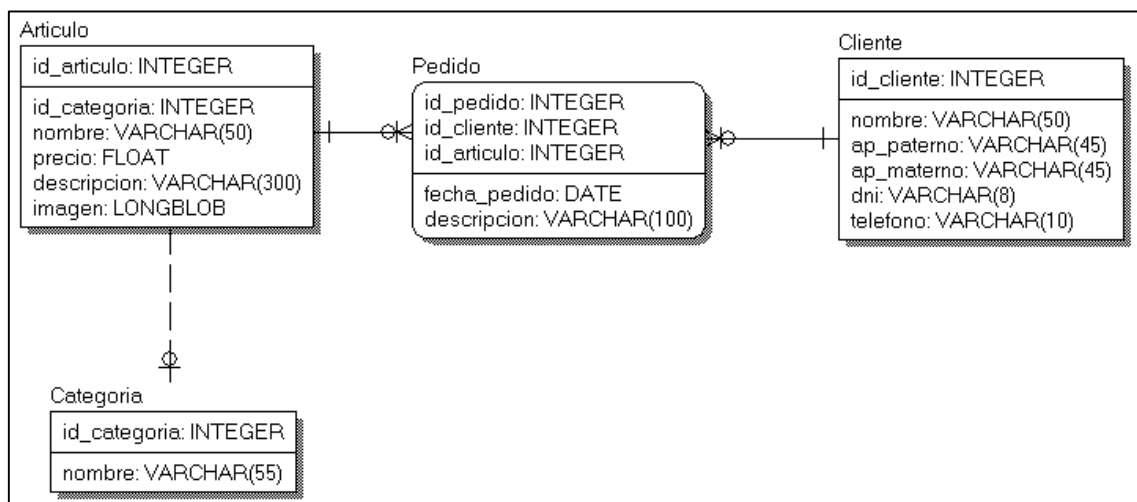 Articulo
id_articulo: INTEGER
id_categoria: INTEGER
nombre: VARCHAR(50)
precio: FLOAT
descripcion: VARCHAR(300)
imagen: LONGBLOB
Pedido
id_pedido: INTEGER
id_cliente: INTEGER
id_articulo: INTEGER
fecha_pedido: DATE
descripcion: VARCHAR(100)
Cliente
id_cliente: INTEGER
nombre: VARCHAR(50)
ap_paterno: VARCHAR(45)
ap_materno: VARCHAR(45)
dni: VARCHAR(8)
telefono: VARCHAR(10)
Categoria
id_categoria: INTEGER
nombre: VARCHAR(55)